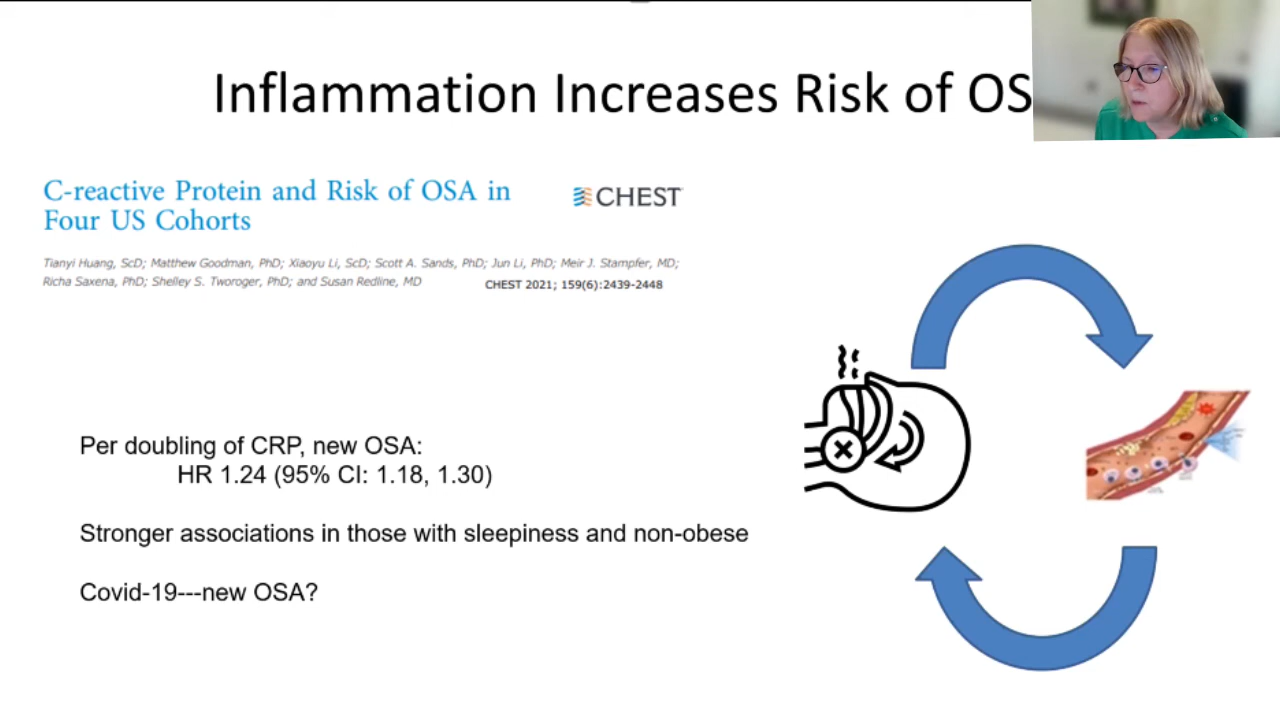 Inflammation Increases Risk of OS
C-reactive Protein and Risk of OSA in
Four US Cohorts
CHEST
Tianyi Huang, ScD; Matthew Goodman, PhD; Xiaoyu Li, ScD; Scott A. Sands, PhD; Jun Li, PhD; Meir J. Stampfer, MD;
Richa Saxena, PhD; Shelley S. Tworoger, PhD; and Susan Redline, MD
CHEST 2021; 159(6):2439-2448
Per doubling of CRP, new OSA:
HR 1.24 (95% CI: 1.18, 1.30)
Stronger associations in those with sleepiness and non-obese
Covid-19---new OSA?